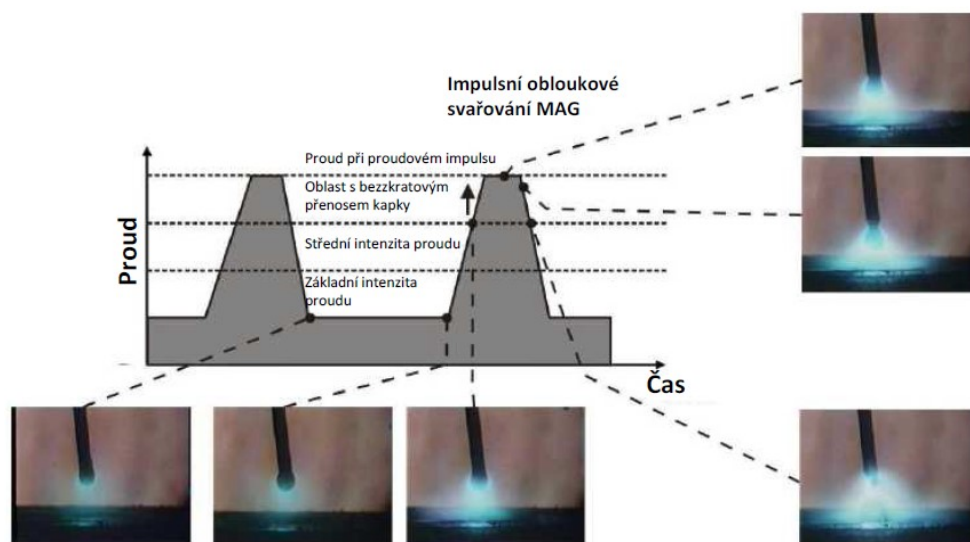 Impulsní obloukové
svařování MAG
Proud při proudovém impulsu
Oblast s bezzkratovým
přenosem kapky
Střední intenzita proudu
Základní intenzita
proudu
Proud
Čas